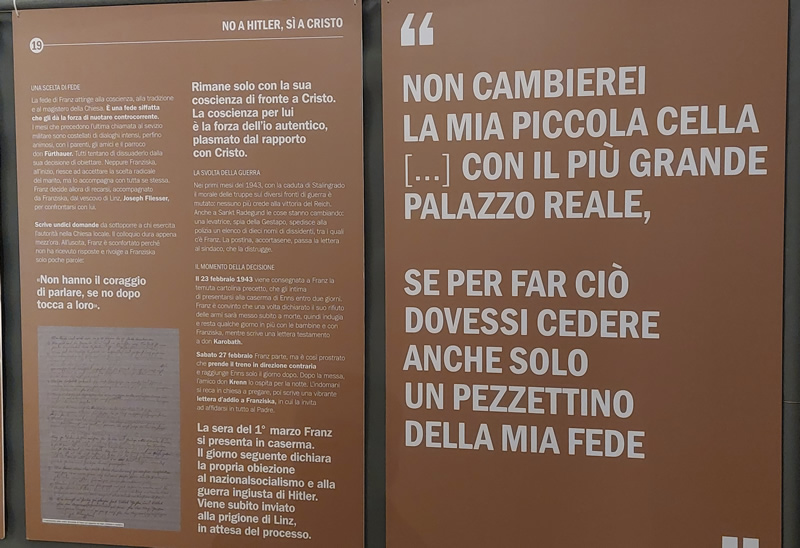 19
NO A HITLER, SÌ A CRISTO
UNA SCELTA DI FEDE
La fede di Franz attinge alla coscienza, alla tradizione
e al magistero della Chiesa. È una fede siffatta
che gli dà la forza di nuotare controcorrente.
I mesi che precedono l'ultima chiamata al servizio
militare sono costellati di dialoghi intensi, perfino
animosi, con i parenti, gli amici e il parroco
don Fürthauer. Tutti tentano di dissuaderlo dalla
sua decisione di obiettare. Neppure Franziska,
all'inizio, riesce ad accettare la scelta radicale
del marito, ma lo accompagna con tutta se stessa.
Franz decide allora di recarsi, accompagnato
da Franziska, dal vescovo di Linz, Joseph Fliesser,
per confrontarsi con lui.
Scrive undici domande da sottoporre a chi esercita
l'autorità nella Chiesa locale. Il colloquio dura appena
mezz'ora. All'uscita, Franz è sconfortato perché
non ha ricevuto risposte e rivolge a Franziska
solo poche parole:
«Non hanno il coraggio
di parlare, se no dopo
tocca a loro».
Rimane solo con la sua
coscienza di fronte a Cristo.
La coscienza per lui
è la forza dell'io autentico,
plasmato dal rapporto
con Cristo.
LA SVOLTA DELLA GUERRA
Nei primi mesi del 1943, con la caduta di Stalingrado
il morale delle truppe sui diversi fronti di guerra è
mutato; nessuno più crede alla vittoria del Reich.
Anche a Sankt Radegund le cose stanno cambiando:
una levatrice, spia della Gestapo, spedisce alla
polizia un elenco di dieci nomi di dissidenti, tra i quali
c'è Franz. La postina, accortasene, passa la lettera
al sindaco, che la distrugge.
IL MOMENTO DELLA DECISIONE
Il 23 febbraio 1943 viene consegnata a Franz la
temuta cartolina precetto, che gli intima
di presentarsi alla caserma di Enns entro due giorni.
Franz è convinto che una volta dichiarato il suo rifiuto
delle armi sarà messo subito a morte, quindi indugia
e resta qualche giorno in più con le bambine e con
Franziska, mentre scrive una lettera testamento
a don Karobath.
Sabato 27 febbraio Franz parte, ma è così prostrato
che prende il treno in direzione contraria
e raggiunge Enns solo il giorno dopo. Dopo la messa,
l'amico don Krenn lo ospita per la notte. L'indomani
si reca in chiesa a pregare, poi scrive una vibrante
lettera d'addio a Franziska, in cui la invita
ad affidarsi in tutto al Padre.
La sera del 1° marzo Franz
si presenta in caserma.
Il giorno seguente dichiara
la propria obiezione
al nazionalsocialismo e alla
guerra ingiusta di Hitler.
Viene subito inviato
alla prigione di Linz,
in attesa del processo.
“
NON CAMBIEREI
LA MIA PICCOLA CELLA
[...] CON IL PIÙ GRANDE
PALAZZO REALE,
SE PER FAR CIÒ
DOVESSI CEDERE
ANCHE SOLO
UN PEZZETTINO
DELLA MIA FEDE
”